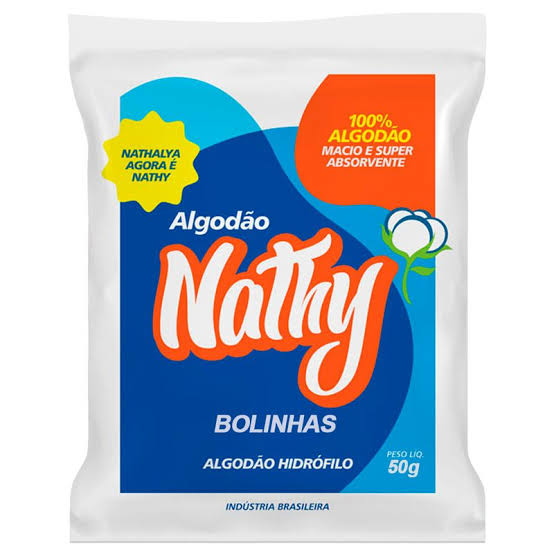 100%
ALGODÃO
MACIO E SUPER
ABSORVENTE
NATHALYA
AGORA É
NATHY
Algodão
Nathy
BOLINHAS
ALGODÃO HIDRÓFILO
PESO LÍQ.
50g
INDÚSTRIA BRASILEIRA